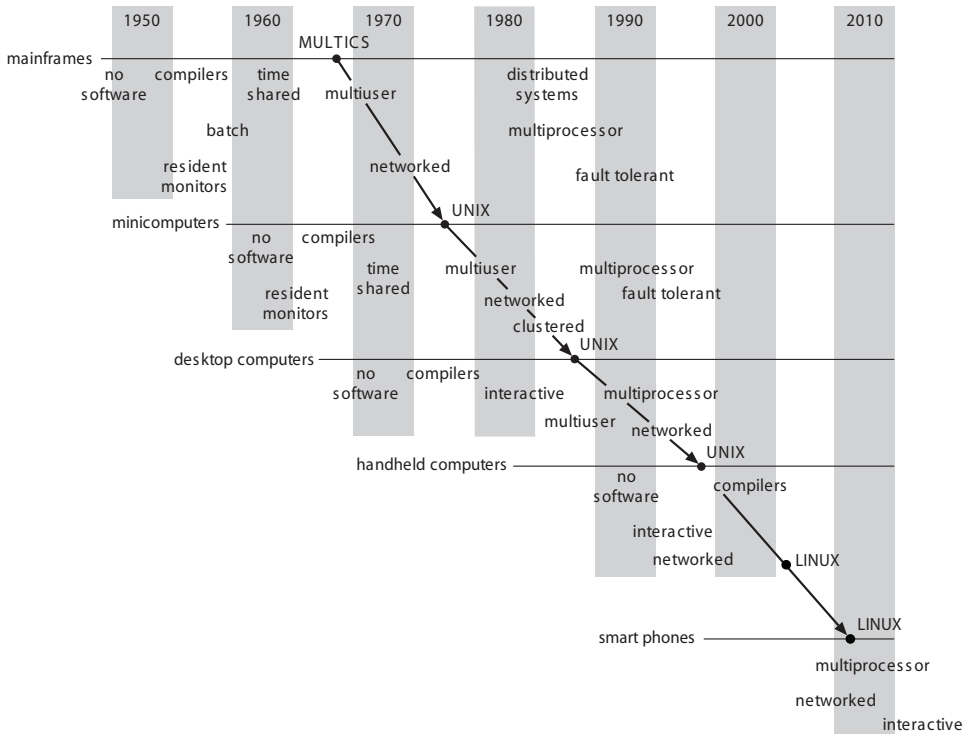 1950 1960 1970 1980 1990 2000 2010
MULTICS
mainframes
no compilers time distributed
software shared multiuser systems
batch multiprocessor
resident networked
monitors fault tolerant
UNIX
minicomputers
no compilers
software time multiuser multiprocessor
shared
resident networked fault tolerant
monitors
clustered
UNIX
desktop computers
no compilers
software interactive multiprocessor
multiuser networked
UNIX
handheld computers
no compilers
software
interactive
networked LINUX
LINUX
smart phones
multiprocessor
networked
interactive